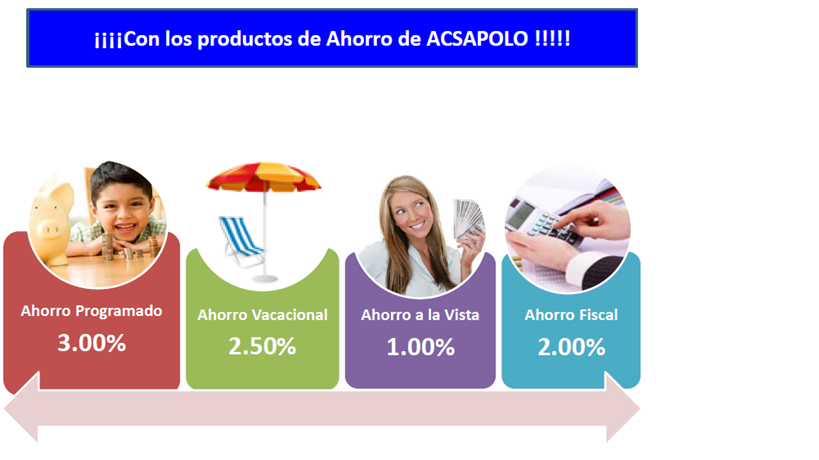 ¡¡¡¡Con los productos de Ahorro de ACSAPOLO !!!!!
Ahorro Programado
3.00%
Ahorro Vacacional
2.50%
Ahorro a la Vista
1.00%
Ahorro Fiscal
2.00%